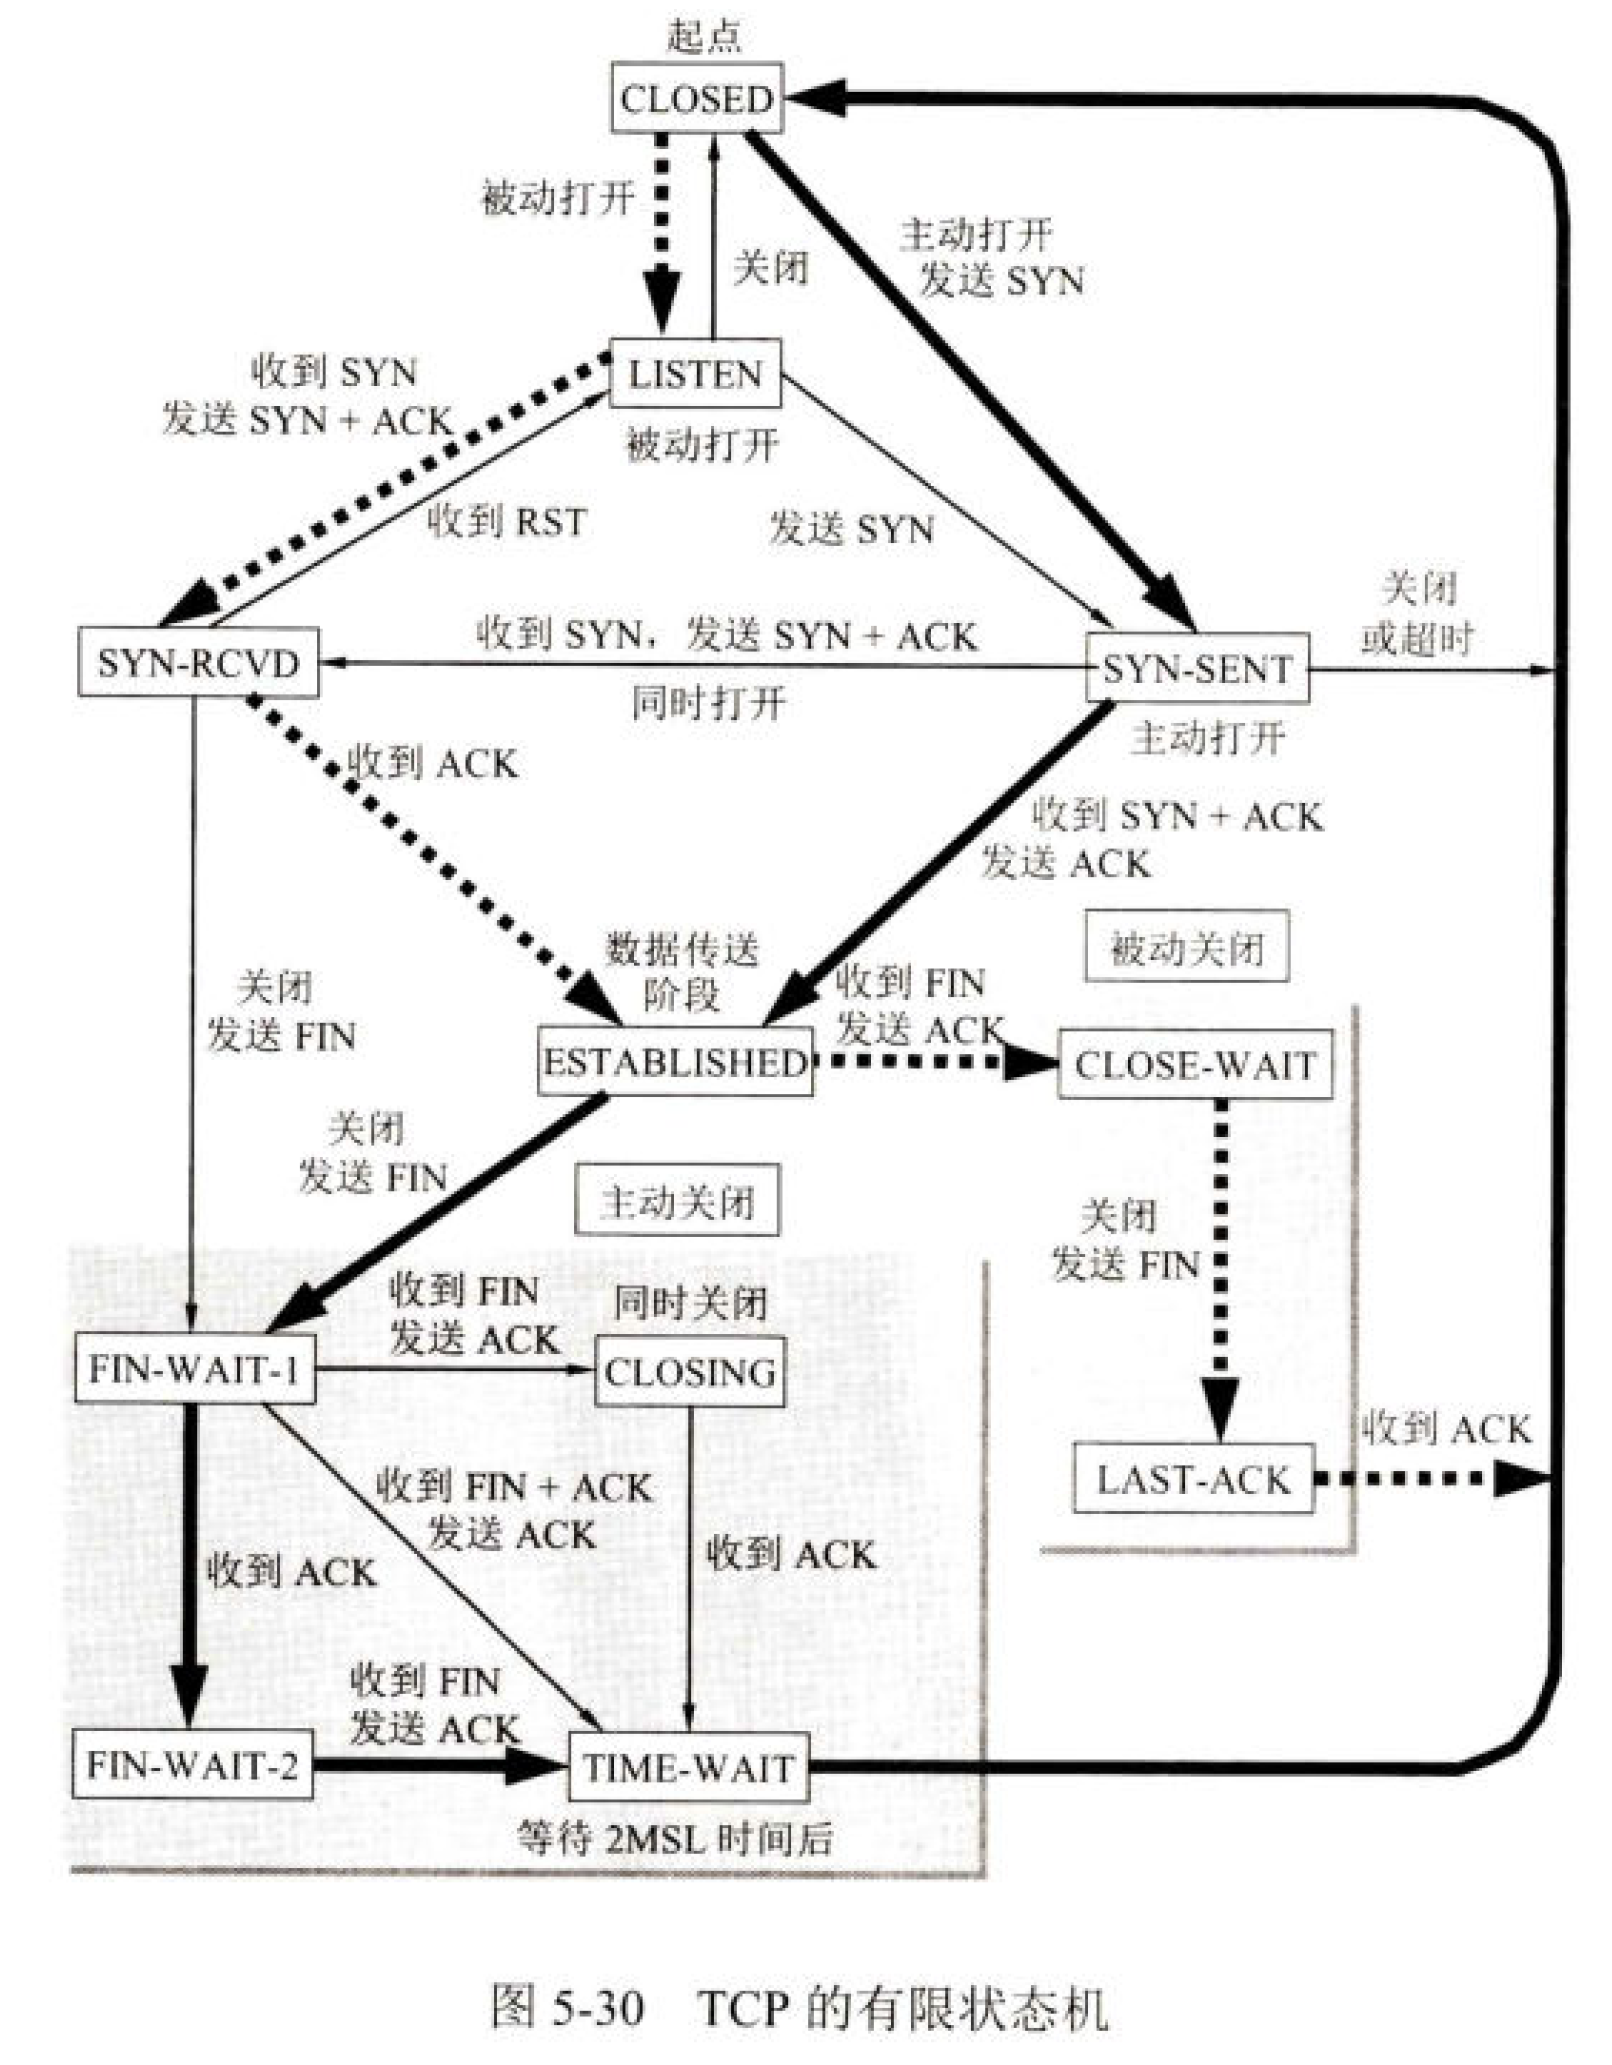 起点
CLOSED
被动打开
关闭
主动打开
发送 SYN
收到 SYN
发送 SYN + ACK
LISTEN
被动打开
收到 RST
发送 SYN
关闭
或超时
SYN-RCVD
收到 SYN，发送 SYN + ACK
同时打开
SYN-SENT
主动打开
收到 ACK
收到 SYN + ACK
发送 ACK
被动关闭
数据传送
阶段
收到 FIN
发送 ACK
关闭
发送 FIN
ESTABLISHED
CLOSE-WAIT
关闭
发送 FIN
主动关闭
关闭
发送 FIN
收到 FIN
发送 ACK
同时关闭
FIN-WAIT-1
CLOSING
收到 ACK
LAST-ACK
收到 FIN + ACK
发送 ACK
收到 ACK
收到 ACK
收到 FIN
发送 ACK
FIN-WAIT-2
TIME-WAIT
等待 2MSL 时间后
图 5-30 TCP 的有限状态机